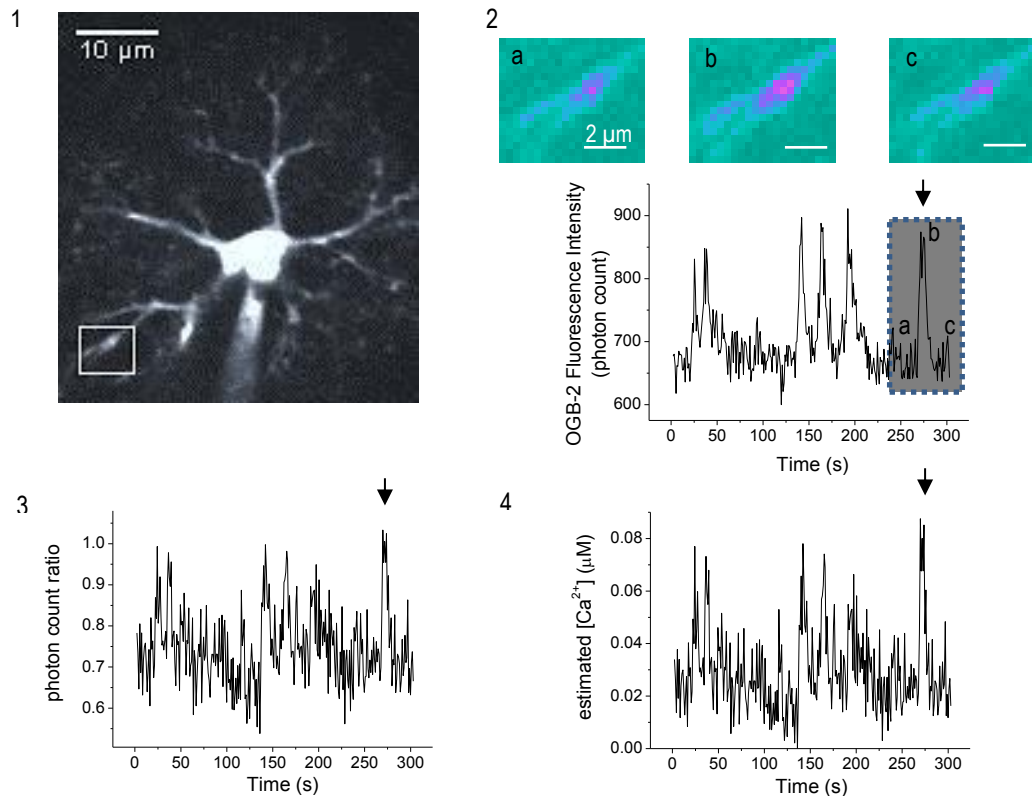 1
10 µm
2
a
2 µm
b
c
OGB-2 Fluorescence Intensity
(photon count)
900
800
700
600
a
b
c
0 50 100 150 200 250 300
Time (s)
3
photon count ratio
1.0
0.9
0.8
0.7
0.6
0 50 100 150 200 250 300
Time (s)
4
estimated [Ca²⁺] (µM)
0.08
0.06
0.04
0.02
0.00
0 50 100 150 200 250 300
Time (s)